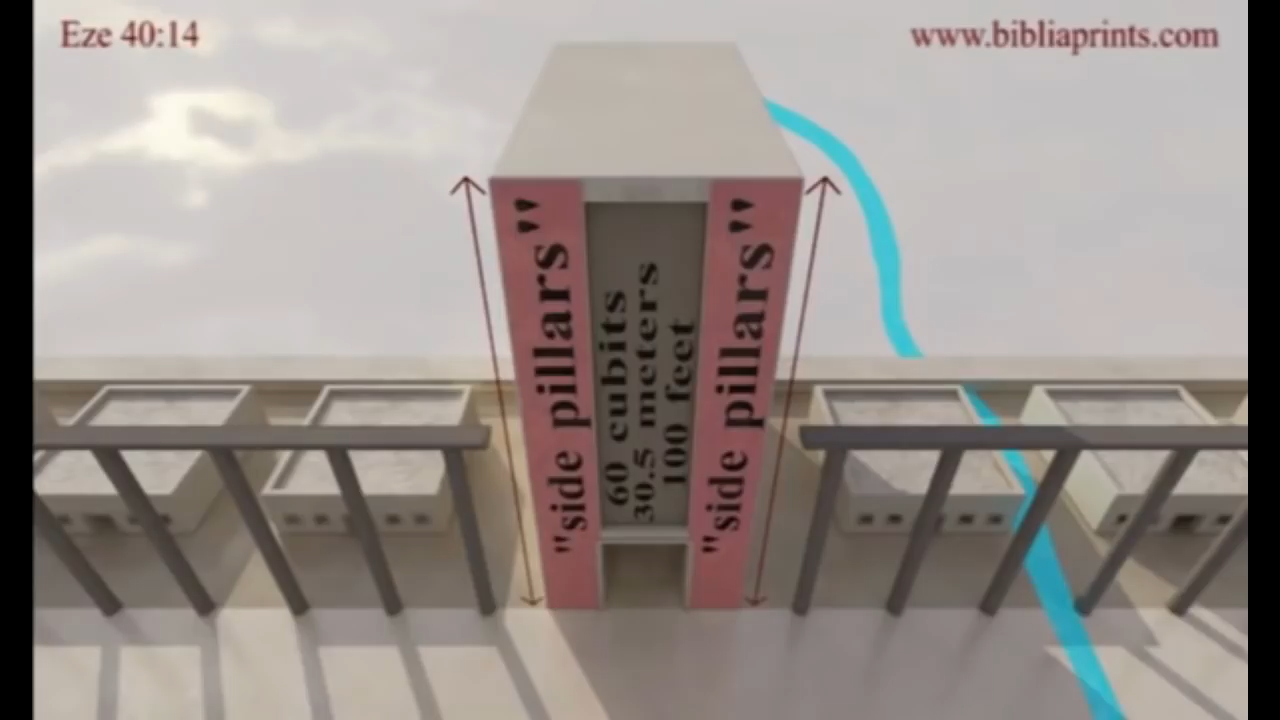 Eze 40:14
www.bibliaprints.com
"side pillars"
60 cubits
30.5 meters
100 feet
"side pillars"